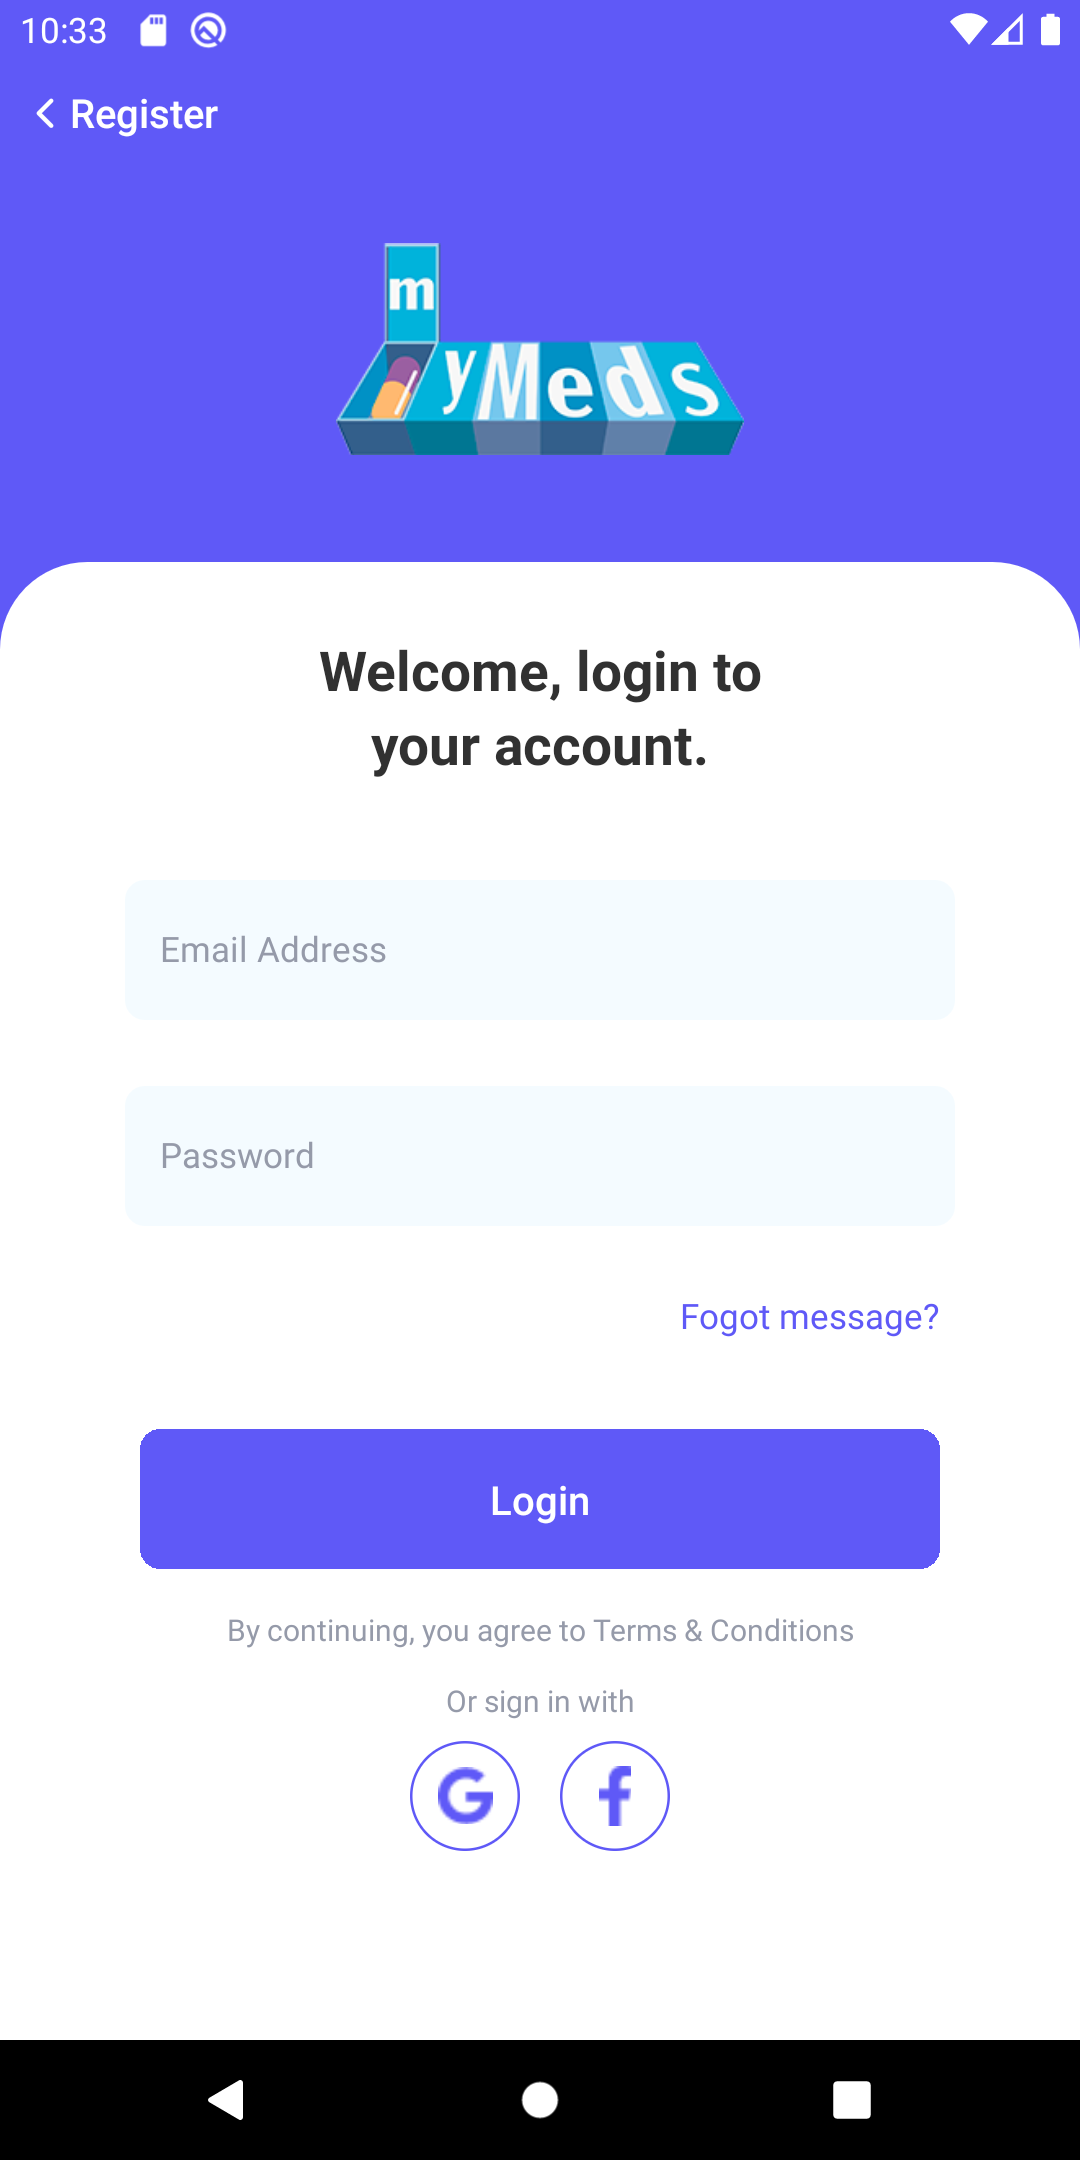 10:33
Register
myMeds
Welcome, login to
your account.
Email Address
Password
Fogot message?
Login
By continuing, you agree to Terms & Conditions
Or sign in with